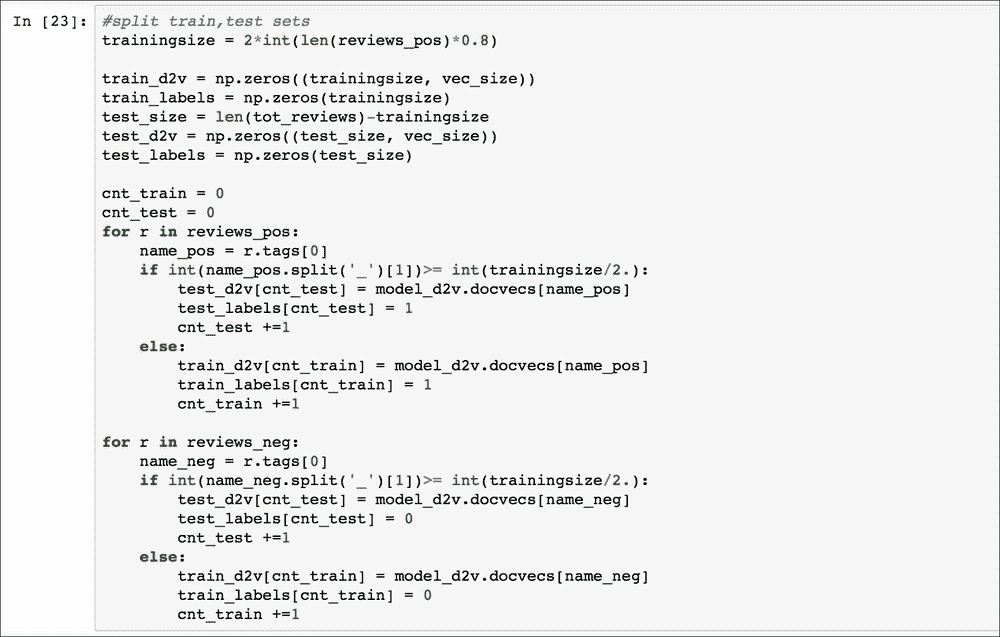 In [23]: #split train,test sets
trainingsize = 2*int(len(reviews_pos)*0.8)

train_d2v = np.zeros((trainingsize, vec_size))
train_labels = np.zeros(trainingsize)
test_size = len(tot_reviews)-trainingsize
test_d2v = np.zeros((test_size, vec_size))
test_labels = np.zeros(test_size)

cnt_train = 0
cnt_test = 0
for r in reviews_pos:
    name_pos = r.tags[0]
    if int(name_pos.split('_')[1])>= int(trainingsize/2.):
        test_d2v[cnt_test] = model_d2v.docvecs[name_pos]
        test_labels[cnt_test] = 1
        cnt_test +=1
    else:
        train_d2v[cnt_train] = model_d2v.docvecs[name_pos]
        train_labels[cnt_train] = 1
        cnt_train +=1

for r in reviews_neg:
    name_neg = r.tags[0]
    if int(name_neg.split('_')[1])>= int(trainingsize/2.):
        test_d2v[cnt_test] = model_d2v.docvecs[name_neg]
        test_labels[cnt_test] = 0
        cnt_test +=1
    else:
        train_d2v[cnt_train] = model_d2v.docvecs[name_neg]
        train_labels[cnt_train] = 0
        cnt_train +=1